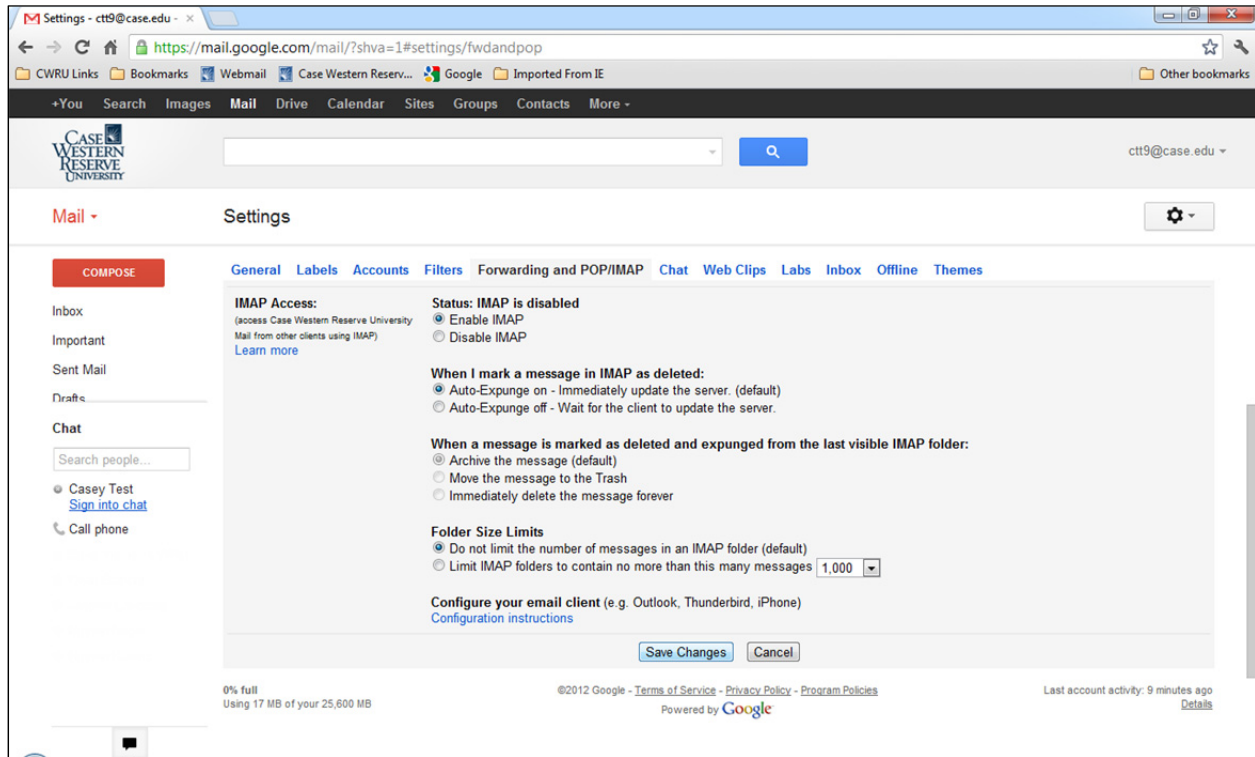 Settings - ctt9@case.edu -
https://mail.google.com/mail/?shva=1#settings/fwdandpop
CWRU Links Bookmarks Webmail Case Western Reserv... Google Imported From IE Other bookmarks
+You Search Images Mail Drive Calendar Sites Groups Contacts More
CASE
WESTERN
RESERVE
UNIVERSITY
ctt9@case.edu
Mail
Settings
COMPOSE
General Labels Accounts Filters Forwarding and POP/IMAP Chat Web Clips Labs Inbox Offline Themes
Inbox
Important
Sent Mail
Drafts
Chat
Search people...
Casey Test
Sign into chat
Call phone
IMAP Access:
(access Case Western Reserve University
Mail from other clients using IMAP)
Learn more
Status: IMAP is disabled
Enable IMAP
Disable IMAP
When I mark a message in IMAP as deleted:
Auto-Expunge on - Immediately update the server. (default)
Auto-Expunge off - Wait for the client to update the server.
When a message is marked as deleted and expunged from the last visible IMAP folder:
Archive the message (default)
Move the message to the Trash
Immediately delete the message forever
Folder Size Limits
Do not limit the number of messages in an IMAP folder (default)
Limit IMAP folders to contain no more than this many messages 1,000
Configure your email client (e.g. Outlook, Thunderbird, iPhone)
Configuration instructions
Save Changes Cancel
0% full
Using 17 MB of your 25,600 MB
©2012 Google - Terms of Service - Privacy Policy - Program Policies
Powered by Google
Last account activity: 9 minutes ago
Details